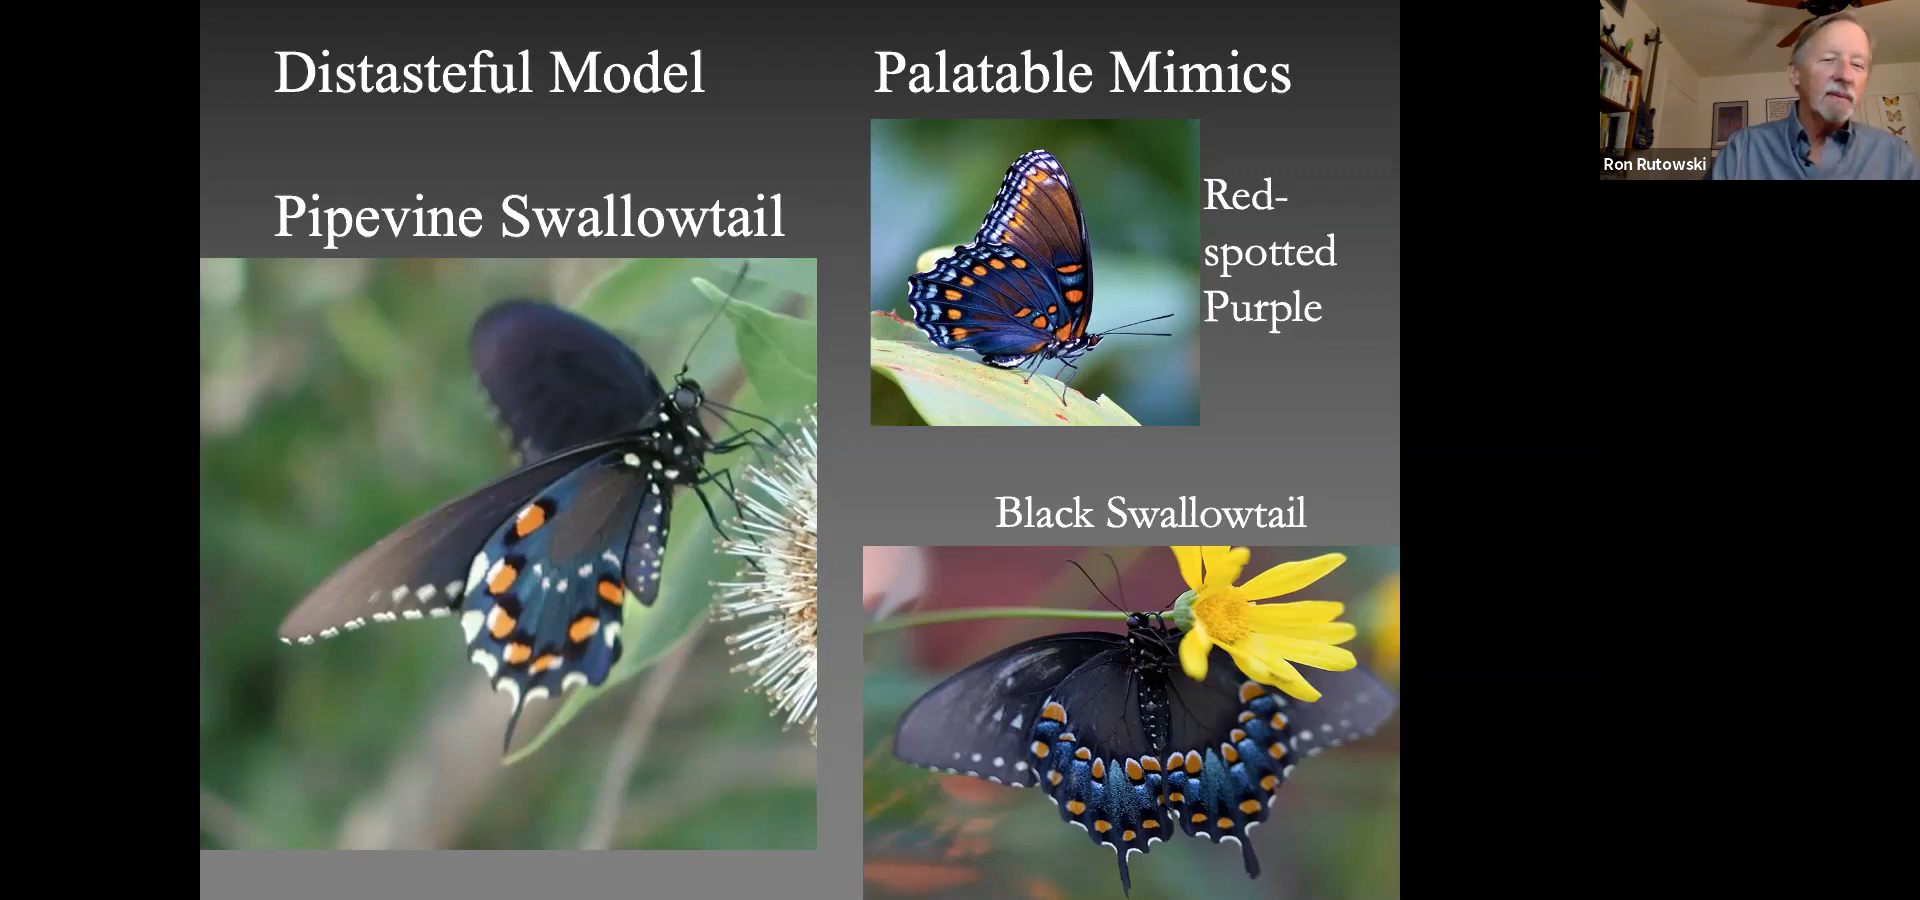 Distasteful Model
Pipevine Swallowtail
Palatable Mimics
Red-
spotted
Purple
Black Swallowtail
Ron Rutowski